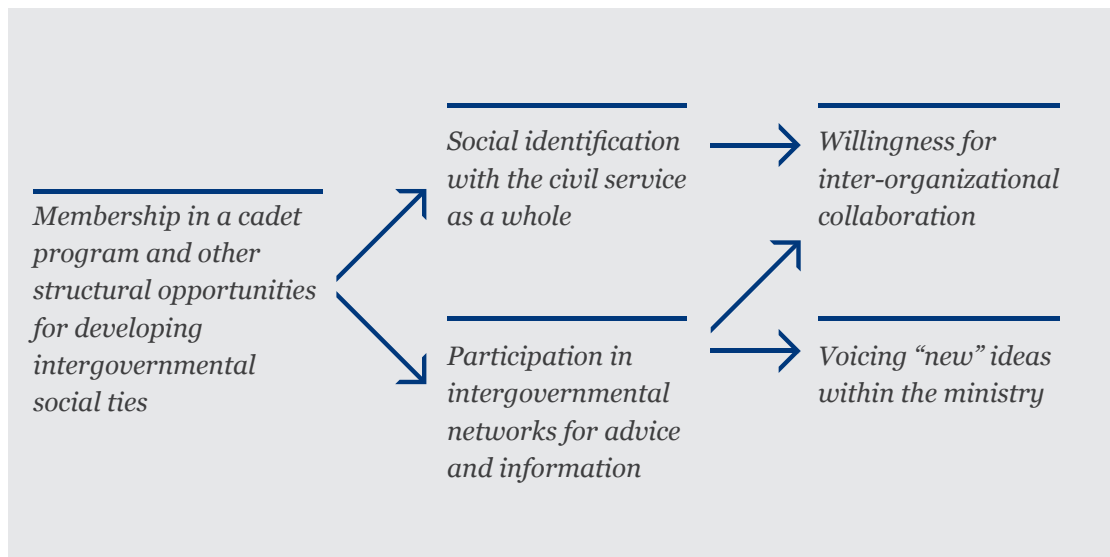 Membership in a cadet
program and other
structural opportunities
for developing
intergovernmental
social ties
Social identification
with the civil service
as a whole
Participation in
intergovernmental
networks for advice
and information
Willingness for
inter-organizational
collaboration
Voicing “new” ideas
within the ministry